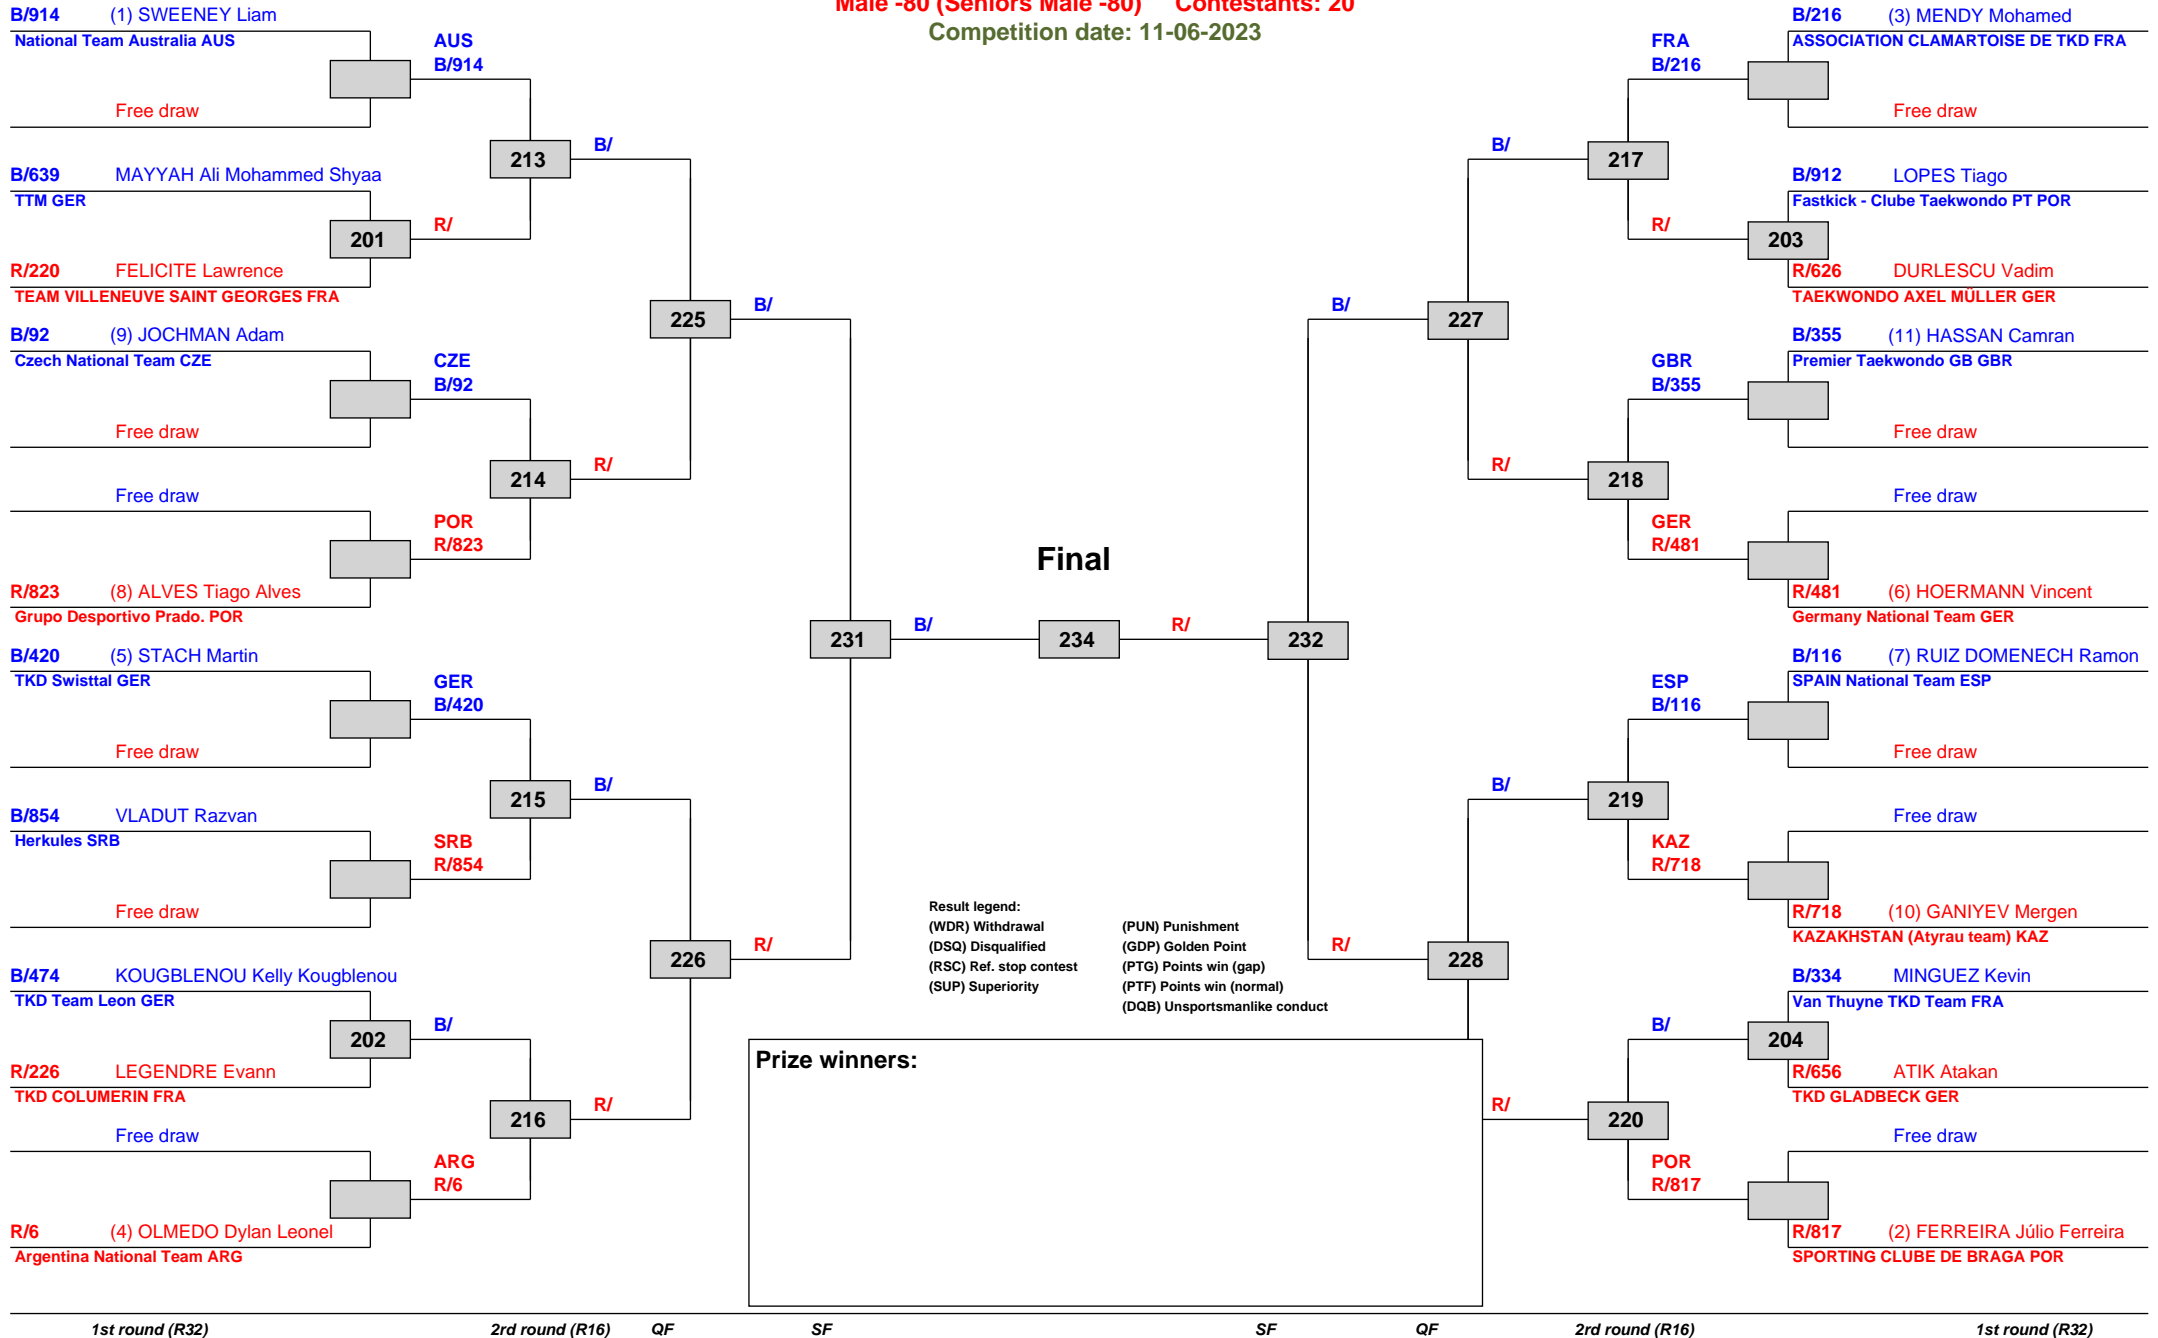 Male -80 (Seniors Male -80) Contestants: 20
Competition date: 11-06-2023
B/914 (1) SWEENEY Liam
National Team Australia AUS
Free draw
B/639 MAYYAH Ali Mohammed Shyaa
TTM GER
201
R/220 FELICITE Lawrence
TEAM VILLENEUVE SAINT GEORGES FRA
B/92 (9) JOCHMAN Adam
Czech National Team CZE
Free draw
Free draw
R/823 (8) ALVES Tiago Alves
Grupo Desportivo Prado. POR
B/420 (5) STACH Martin
TKD Swisttal GER
Free draw
B/854 VLADUT Razvan
Herkules SRB
Free draw
B/474 KOUGBLENOU Kelly Kougblenou
TKD Team Leon GER
202
R/226 LEGENDRE Evann
TKD COLUMERIN FRA
Free draw
R/6 (4) OLMEDO Dylan Leonel
Argentina National Team ARG
AUS
B/914
213
R/
CZE
B/92
214
POR
R/823
GER
B/420
215
SRB
R/854
B/
216
ARG
R/6
B/
225
R/
B/
226
R/
B/
231
R/
Final
B/
234
R/
232
B/
R/
B/
227
R/
B/
228
R/
FRA
B/216
217
R/
GBR
B/355
218
GER
R/481
ESP
B/116
219
KAZ
R/718
B/
220
POR
R/817
B/216 (3) MENDY Mohamed
ASSOCIATION CLAMARTOISE DE TKD FRA
Free draw
B/912 LOPES Tiago
Fastkick - Clube Taekwondo PT POR
203
R/626 DURLESCU Vadim
TAEKWONDO AXEL MÜLLER GER
B/355 (11) HASSAN Camran
Premier Taekwondo GB GBR
Free draw
Free draw
R/481 (6) HOERMANN Vincent
Germany National Team GER
B/116 (7) RUIZ DOMENECH Ramon
SPAIN National Team ESP
Free draw
Free draw
R/718 (10) GANIYEV Mergen
KAZAKHSTAN (Atyrau team) KAZ
B/334 MINGUEZ Kevin
Van Thuyne TKD Team FRA
204
R/656 ATIK Atakan
TKD GLADBECK GER
Free draw
R/817 (2) FERREIRA Júlio Ferreira
SPORTING CLUBE DE BRAGA POR
Result legend:
(WDR) Withdrawal (PUN) Punishment
(DSQ) Disqualified (GDP) Golden Point
(RSC) Ref. stop contest (PTG) Points win (gap)
(SUP) Superiority (PTF) Points win (normal)
(DQB) Unsportsmanlike conduct
Prize winners:
1st round (R32) 2rd round (R16) QF SF SF QF 2rd round (R16) 1st round (R32)